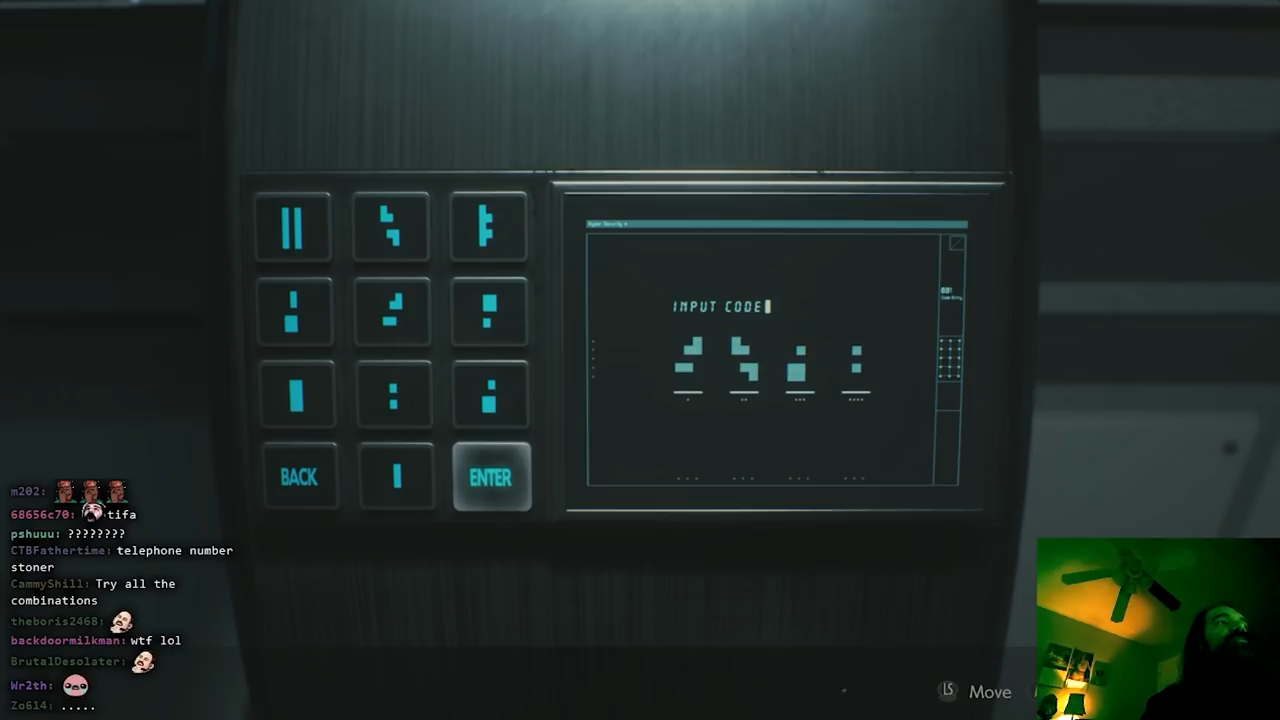 INPUT CODE
BACK
ENTER
m202:
68656c70: tifa
pshuuu: ????????
CTBFathertime: telephone number
stoner
CammyShill: Try all the
combinations
theboris2468:
backdoormilkman: wtf lol
BrutalDesolater:
Wr2th:
Zo614: .....
LS Move